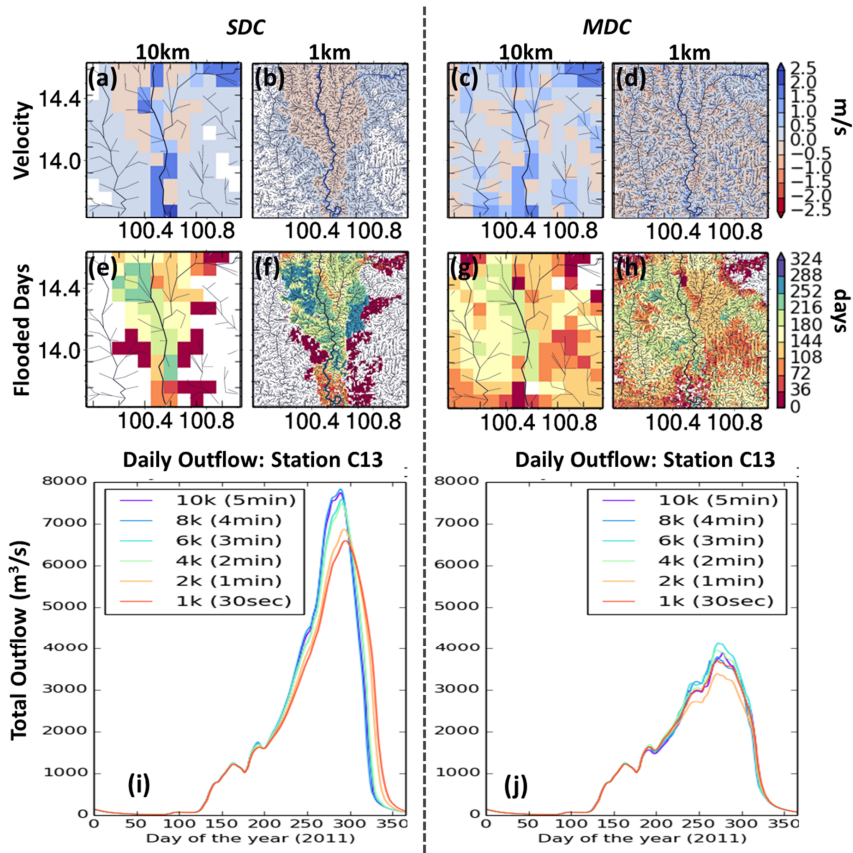 SDC
MDC
10km
1km
10km
1km
(a)
(b)
(c)
(d)
Velocity
14.4
14.0
100.4 100.8
100.4 100.8
100.4 100.8
100.4 100.8
2.5
2.0
1.5
1.0
0.5
0.0
−0.5
−1.0
−1.5
−2.0
−2.5
m/s
(e)
(f)
(g)
(h)
Flooded Days
14.4
14.0
100.4 100.8
100.4 100.8
100.4 100.8
100.4 100.8
324
288
252
216
180
144
108
72
36
0
days
Daily Outflow: Station C13
Total Outflow (m³/s)
8000
7000
6000
5000
4000
3000
2000
1000
0
10k (5min)
8k (4min)
6k (3min)
4k (2min)
2k (1min)
1k (30sec)
(i)
0 50 100 150 200 250 300 350
Day of the year (2011)
Daily Outflow: Station C13
8000
7000
6000
5000
4000
3000
2000
1000
0
10k (5min)
8k (4min)
6k (3min)
4k (2min)
2k (1min)
1k (30sec)
(j)
0 50 100 150 200 250 300 350
Day of the year (2011)